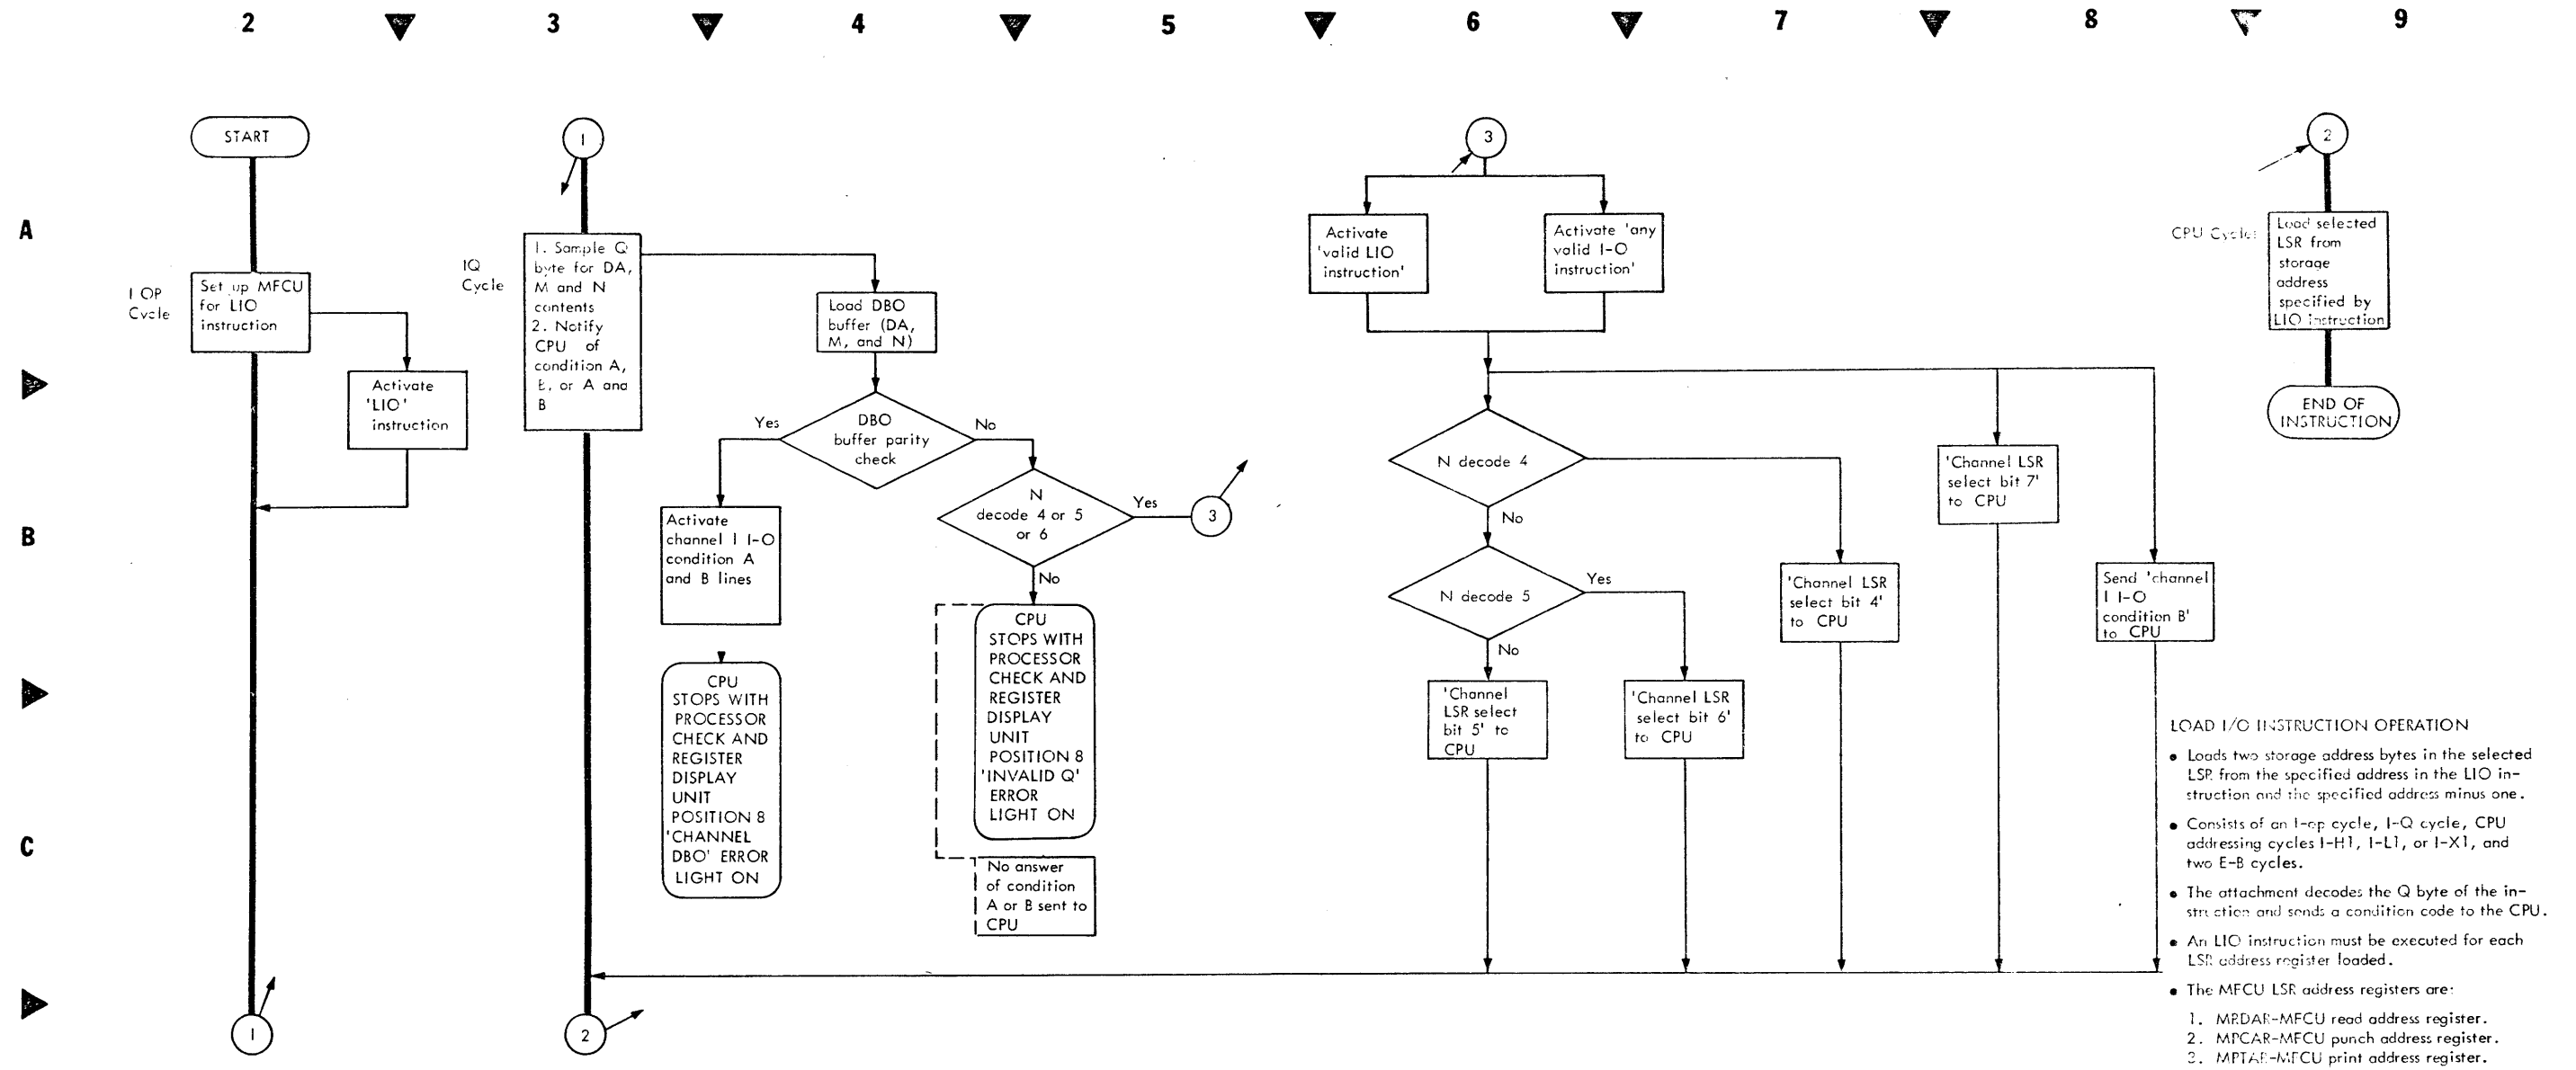 2 3 4 5 6 7 8 9
A
B
C
START
I OP
Cycle
Set up MFCU
for LIO
instruction
Activate
'LIO'
instruction
1
1
IQ
Cycle
1. Sample Q
byte for DA,
M and N
contents
2. Notify
CPU of
condition A,
B, or A and
B
2
Load DBO
buffer (DA,
M, and N)
DBO
buffer parity
check
Yes
No
Activate
channel 1 I-O
condition A
and B lines
CPU
STOPS WITH
PROCESSOR
CHECK AND
REGISTER
DISPLAY
UNIT
POSITION 8
'CHANNEL
DBO' ERROR
LIGHT ON
N
decode 4 or 5
or 6
Yes
3
No
CPU
STOPS WITH
PROCESSOR
CHECK AND
REGISTER
DISPLAY
UNIT
POSITION 8
'INVALID Q'
ERROR
LIGHT ON
No answer
of condition
A or B sent to
CPU
3
Activate
'valid LIO
instruction'
Activate 'any
valid I-O
instruction'
N decode 4
No
N decode 5
Yes
No
'Channel
LSR select
bit 5' to
CPU
'Channel LSR
select bit 6'
to CPU
'Channel LSR
select bit 4'
to CPU
'Channel LSR
select bit 7'
to CPU
Send 'channel
1 I-O
condition B'
to CPU
2
CPU Cycles
Load selected
LSR from
storage
address
specified by
LIO instruction
END OF
INSTRUCTION
LOAD I/O INSTRUCTION OPERATION
• Loads two storage address bytes in the selected
LSR from the specified address in the LIO in-
struction and the specified address minus one.
• Consists of an I-op cycle, I-Q cycle, CPU
addressing cycles I-H1, I-L1, or I-X1, and
two E-B cycles.
• The attachment decodes the Q byte of the in-
struction and sends a condition code to the CPU.
• An LIO instruction must be executed for each
LSR address register loaded.
• The MFCU LSR address registers are:
1. MRDAR-MFCU read address register.
2. MPCAR-MFCU punch address register.
3. MPTAR-MFCU print address register.